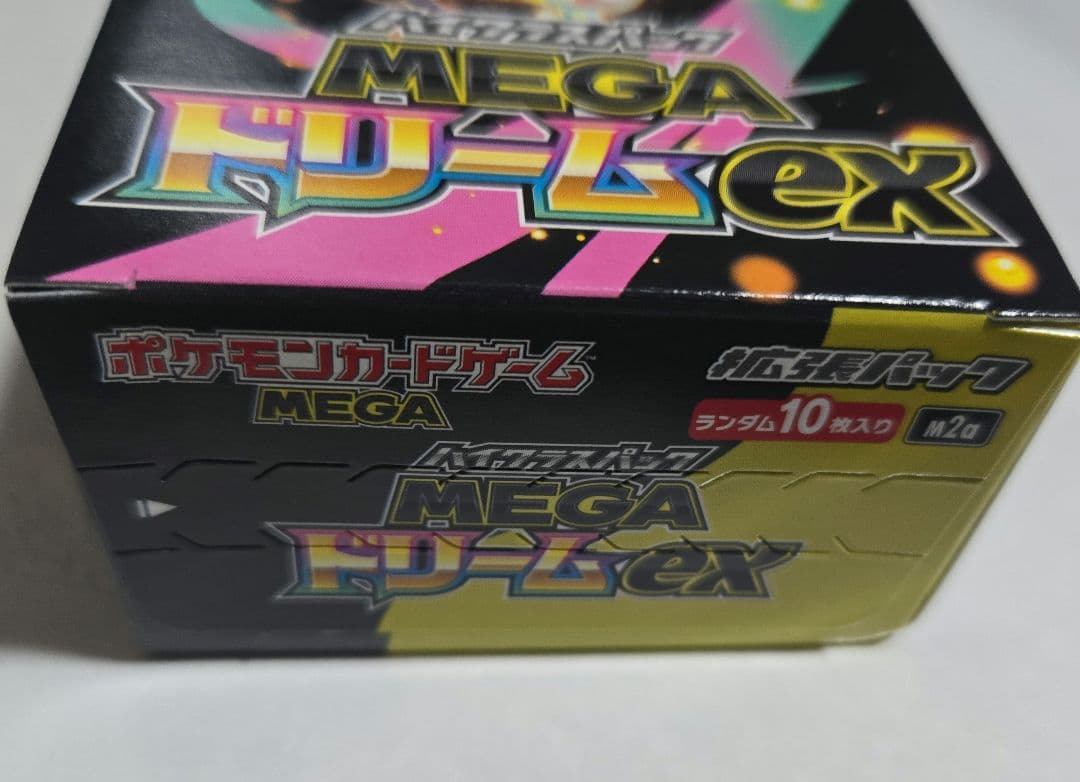 ハイクラスパック
MEGA
ドリームex
ポケモンカードゲーム™
MEGA
拡張パック
ランダム10枚入り
M2a
ハイクラスパック
MEGA
ドリームex